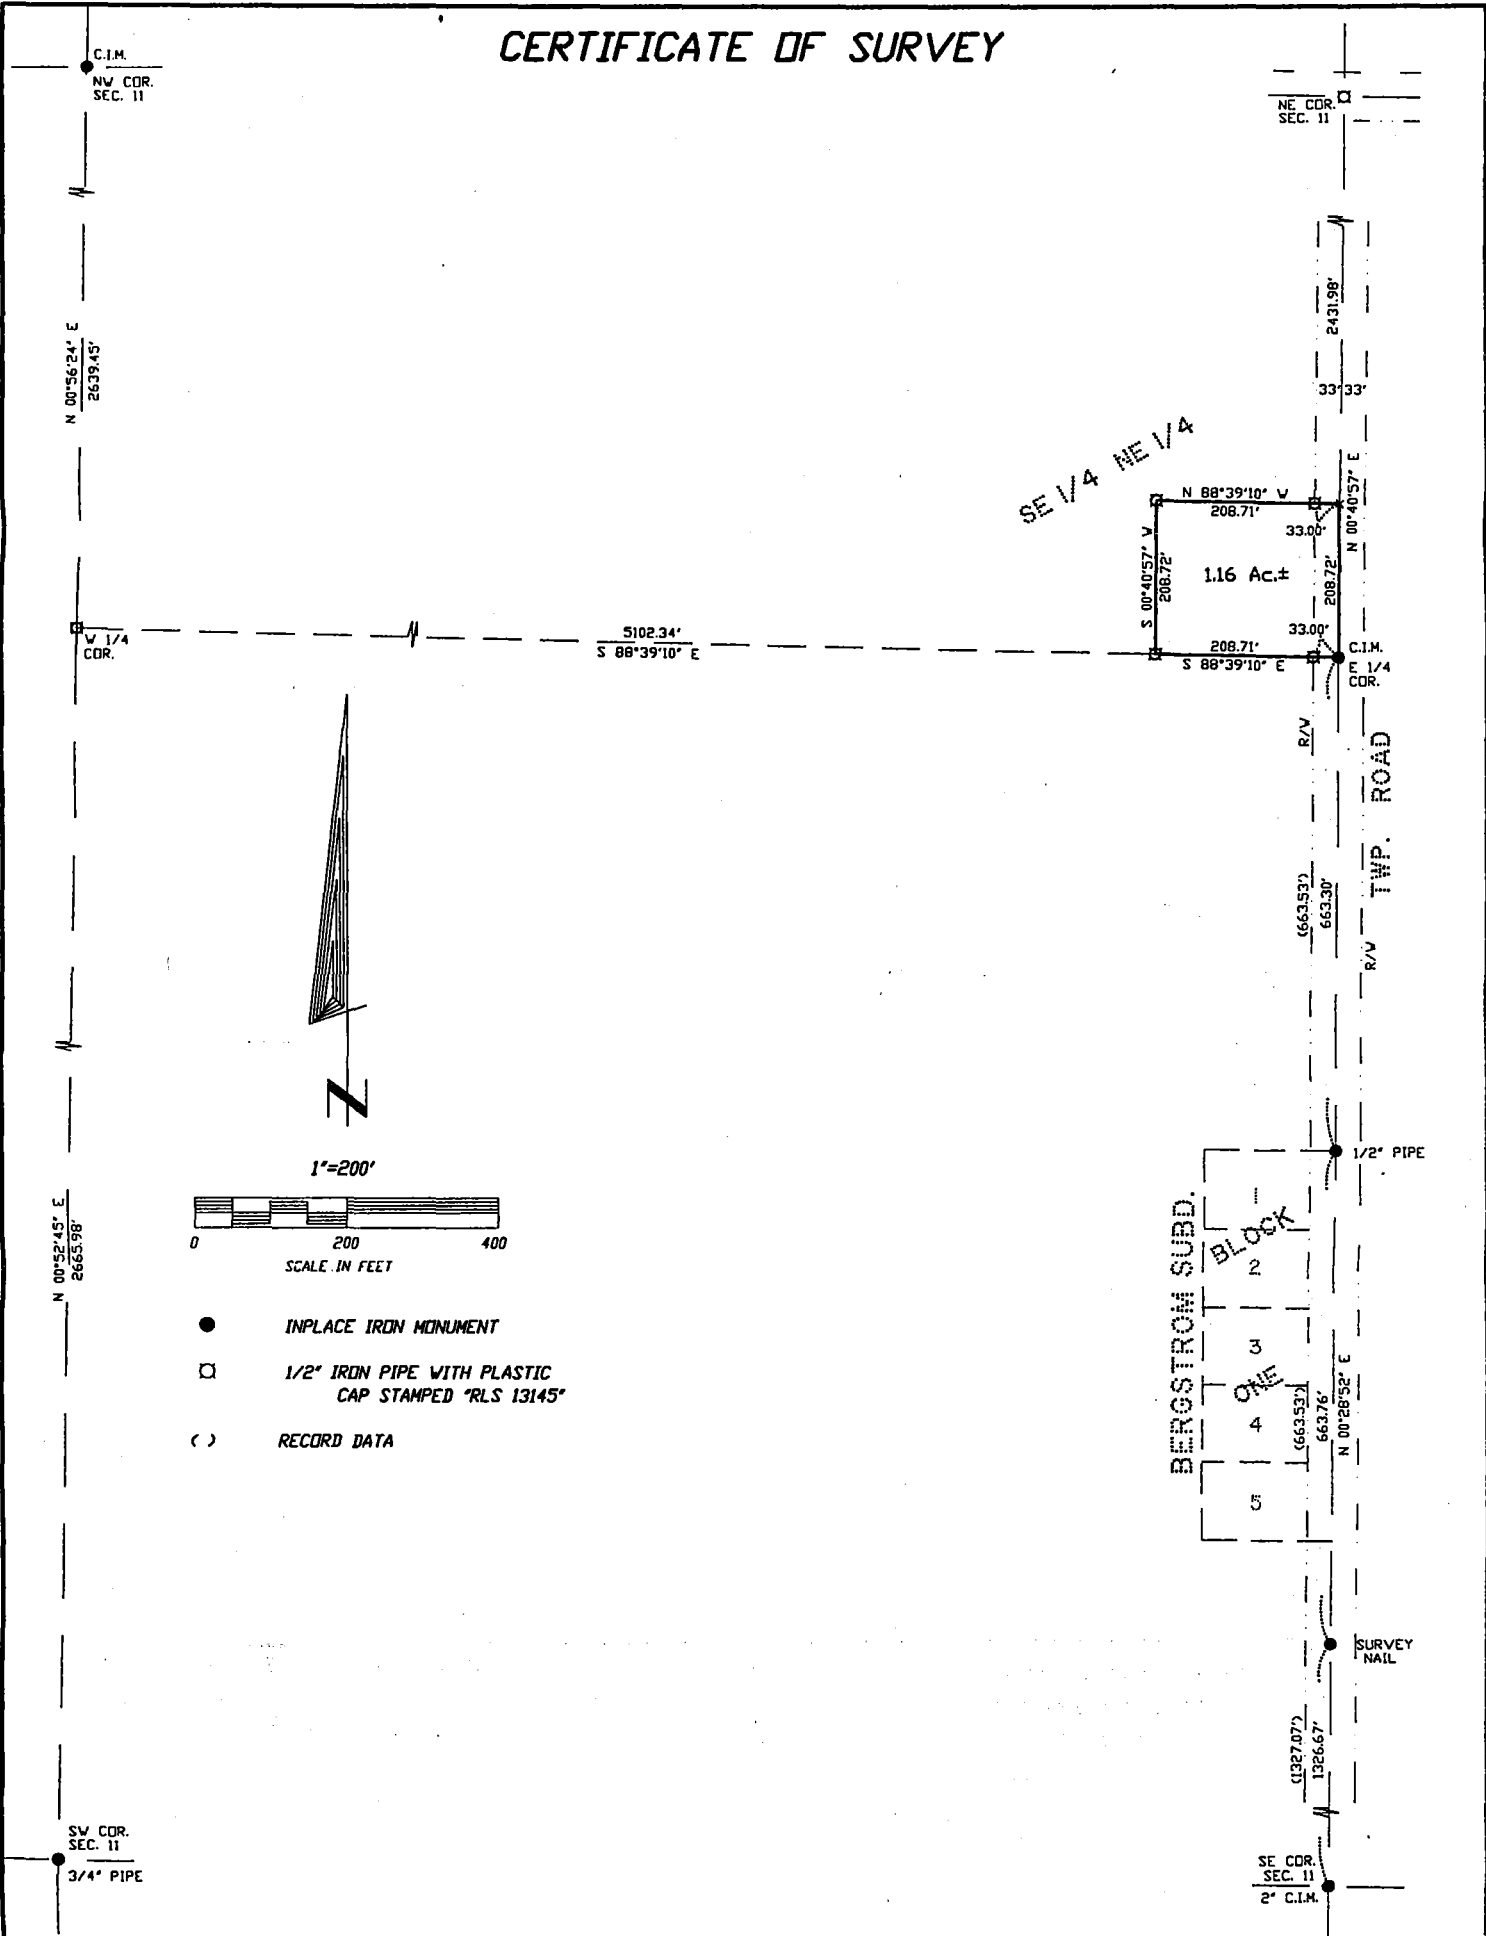 CERTIFICATE OF SURVEY
C.I.M.
NW COR.
SEC. 11
NE COR.
SEC. 11
N 00°56'24" E
2639.45'
2431.98'
33' 33'
N 00°40'57" E
SE 1/4 NE 1/4
N 88°39'10" W
208.71'
33.00'
S 00°40'57" W
208.72'
1.16 Ac.±
208.72'
33.00'
W 1/4
COR.
5102.34'
S 88°39'10" E
208.71'
S 88°39'10" E
C.I.M.
E 1/4
COR.
R/W
TWP. ROAD
(663.53')
663.30'
R/W
N
1"=200'
0 200 400
SCALE IN FEET
N 00°52'45" E
2665.98'
1/2" PIPE
BERGSTROM SUBD.
1
BLOCK
2
3
ONE
4
5
(663.53')
663.76'
N 00°28'52" E
INPLACE IRON MONUMENT
1/2" IRON PIPE WITH PLASTIC
CAP STAMPED "RLS 13145"
( ) RECORD DATA
SURVEY
NAIL
(1327.07')
1326.67'
SW COR.
SEC. 11
3/4" PIPE
SE COR.
SEC. 11
2" C.I.M.